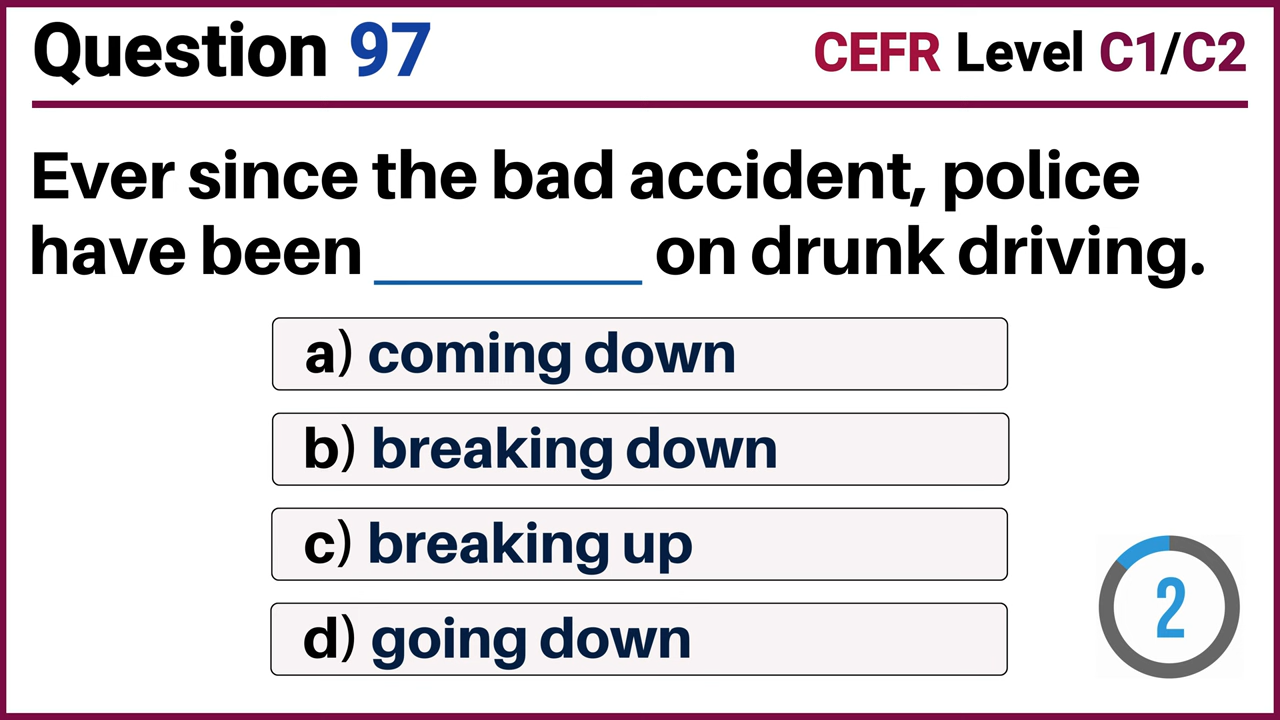 Question 97
CEFR Level C1/C2
Ever since the bad accident, police
have been ________ on drunk driving.
a) coming down
b) breaking down
c) breaking up
d) going down
2